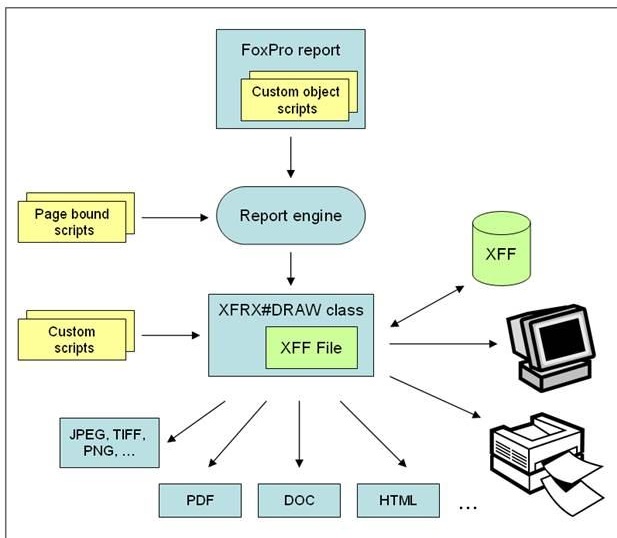 FoxPro report
Custom object
scripts
Page bound
scripts
Report engine
XFF
XFRX#DRAW class
XFF File
Custom
scripts
JPEG, TIFF,
PNG, ...
PDF
DOC
HTML
...